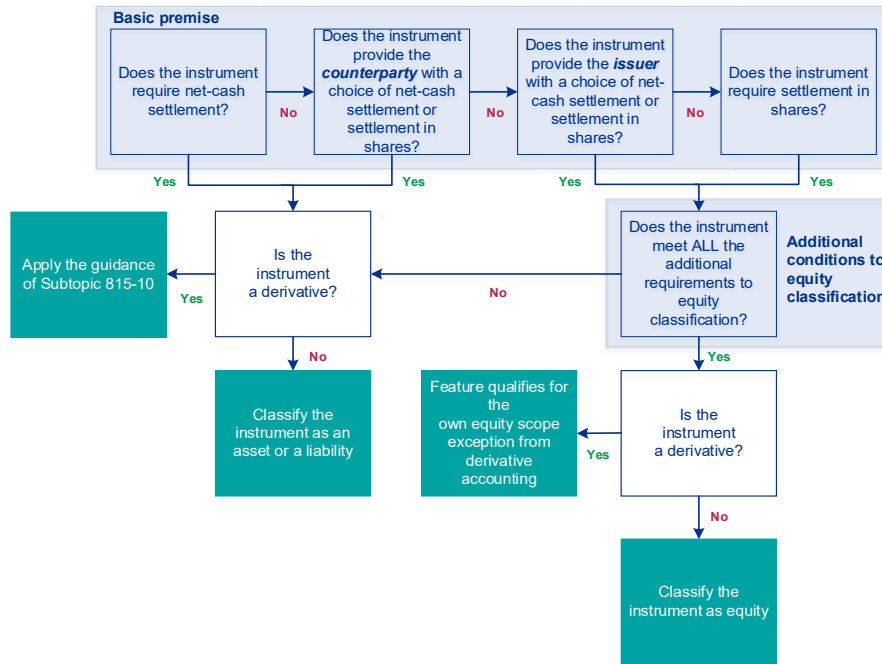 Basic premise
Does the instrument
require net-cash
settlement?
No
Does the instrument
provide the
counterparty with a
choice of net-cash
settlement or
settlement in
shares?
No
Does the instrument
provide the issuer
with a choice of net-
cash settlement or
settlement in
shares?
No
Does the instrument
require settlement in
shares?
Yes
Yes
Yes
Yes
Apply the guidance
of Subtopic 815-10
Yes
Is the
instrument
a derivative?
No
Does the instrument
meet ALL the
additional
requirements to
equity
classification?
Additional
conditions to
equity
classification
No
Yes
Classify the
instrument as an
asset or a liability
Feature qualifies for
the
own equity scope
exception from
derivative
accounting
Yes
Is the
instrument
a derivative?
No
Classify the
instrument as equity